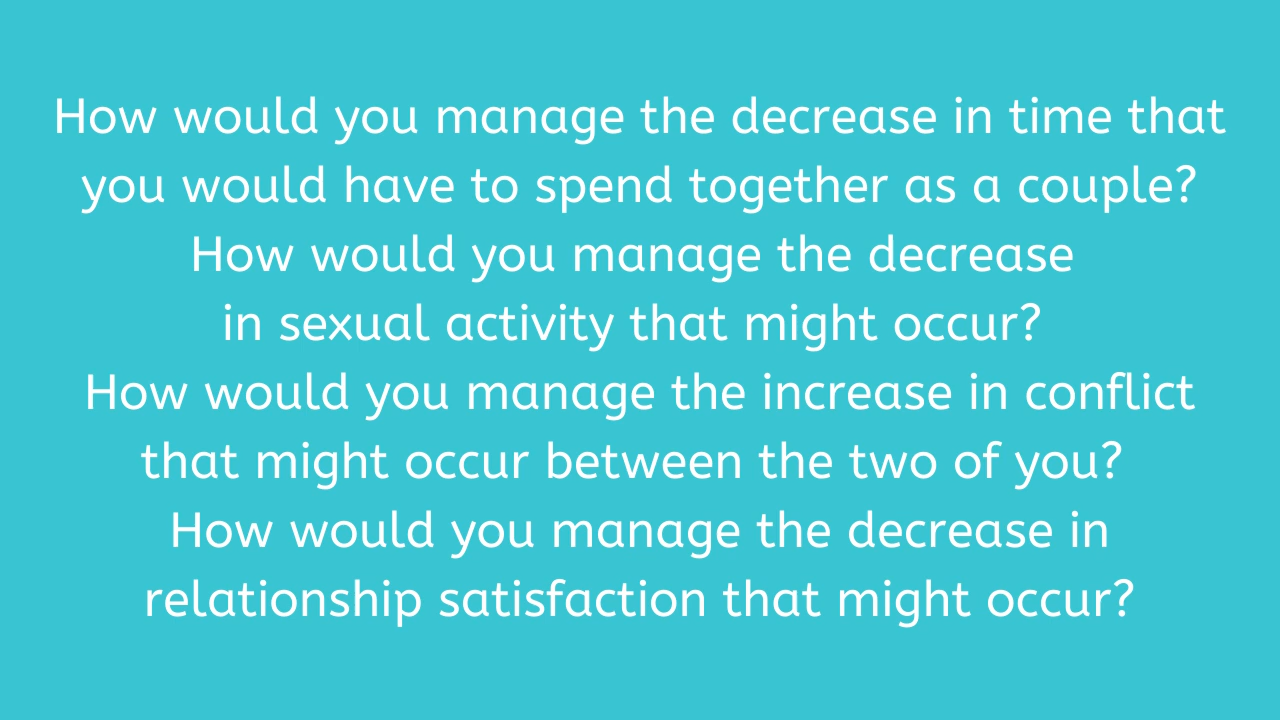 How would you manage the decrease in time that
you would have to spend together as a couple?
How would you manage the decrease
in sexual activity that might occur?
How would you manage the increase in conflict
that might occur between the two of you?
How would you manage the decrease in
relationship satisfaction that might occur?